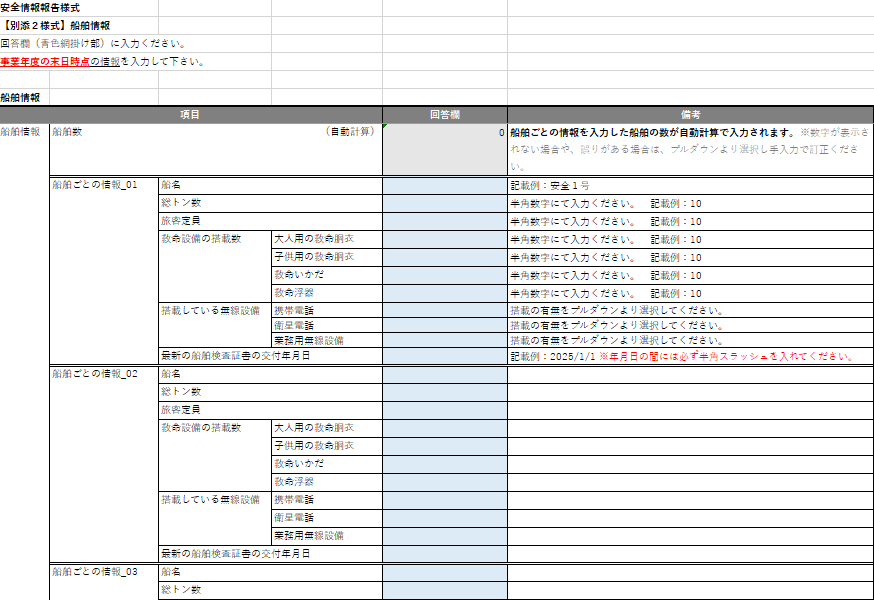 安全情報報告様式
【別添２様式】船舶情報
回答欄（青色網掛け部）に入力ください。
事業年度の末日時点の情報を入力して下さい。
船舶情報
項目 回答欄 備考
船舶情報 船舶数 （自動計算） 0 船舶ごとの情報を入力した船舶の数が自動計算で入力されます。※数字が表示さ
れない場合や、誤りがある場合は、プルダウンより選択し手入力で訂正くださ
い。
船舶ごとの情報_01 船名 記載例：安全１号
総トン数 半角数字にて入力ください。 記載例：10
旅客定員 半角数字にて入力ください。 記載例：10
救命設備の搭載数 大人用の救命胴衣 半角数字にて入力ください。 記載例：10
子供用の救命胴衣 半角数字にて入力ください。 記載例：10
救命いかだ 半角数字にて入力ください。 記載例：10
救命浮器 半角数字にて入力ください。 記載例：10
搭載している無線設備 携帯電話 搭載の有無をプルダウンより選択してください。
衛星電話 搭載の有無をプルダウンより選択してください。
業務用無線設備 搭載の有無をプルダウンより選択してください。
最新の船舶検査証書の交付年月日 記載例：2025/1/1 ※年月日の間には必ず半角スラッシュを入れてください。
船舶ごとの情報_02 船名
総トン数
旅客定員
救命設備の搭載数 大人用の救命胴衣
子供用の救命胴衣
救命いかだ
救命浮器
搭載している無線設備 携帯電話
衛星電話
業務用無線設備
最新の船舶検査証書の交付年月日
船舶ごとの情報_03 船名
総トン数